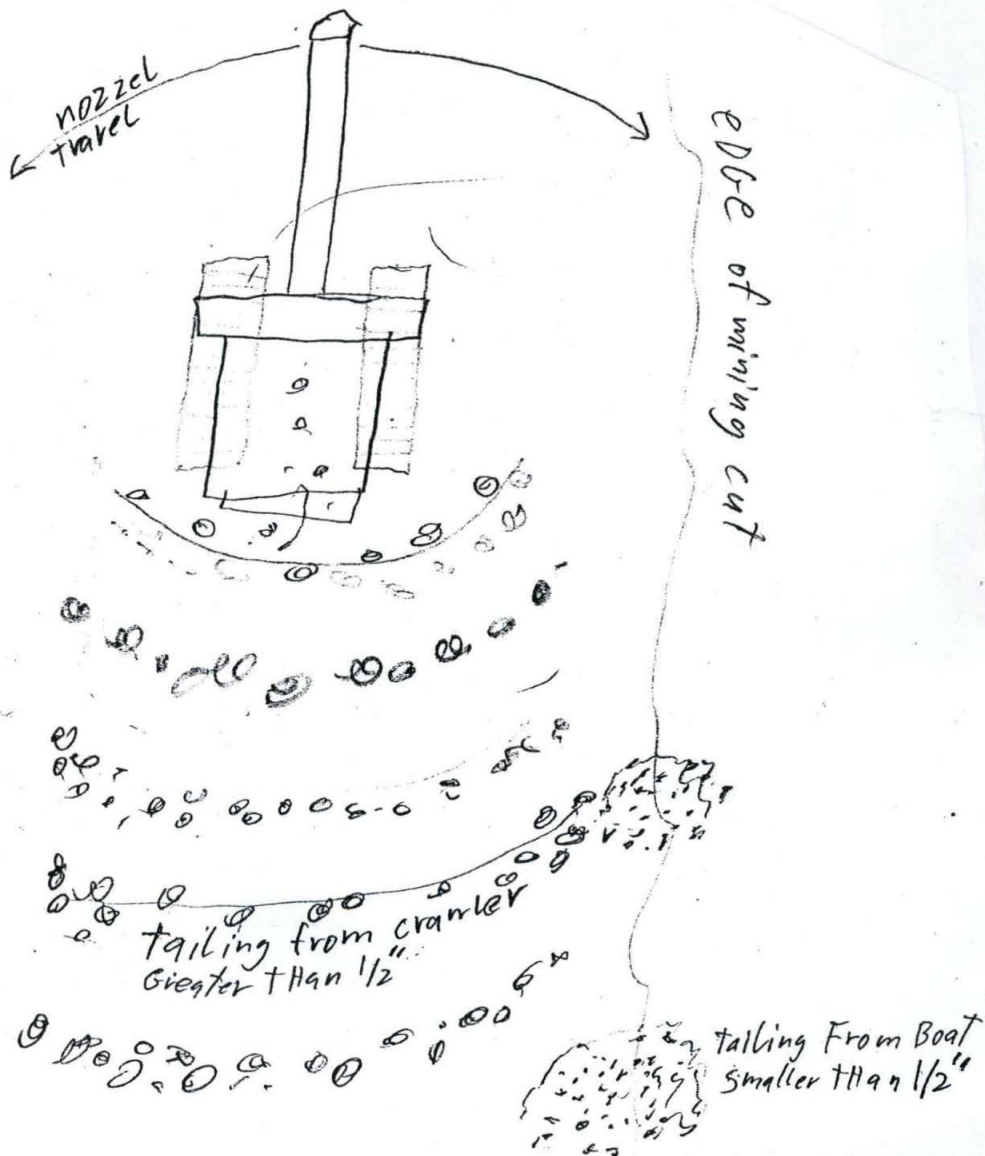 nozzel
travel
eDGe of mining cut
tailing from crawler
Greater tHan 1/2"
tailing From Boat
smaller tHan 1/2"